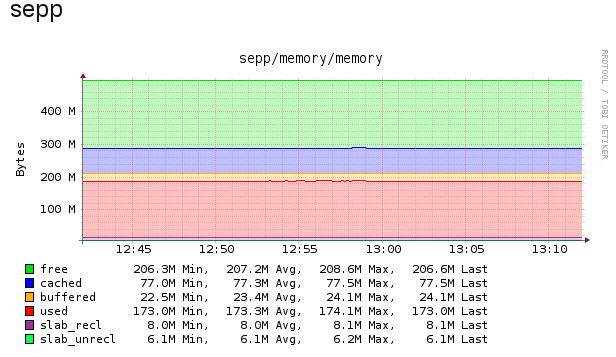 sepp
sepp/memory/memory
RRDTOOL / TOBI OETIKER
Bytes
400 M
300 M
200 M
100 M
12:45 12:50 12:55 13:00 13:05 13:10
free 206.3M Min, 207.2M Avg, 208.6M Max, 206.6M Last
cached 77.0M Min, 77.3M Avg, 77.5M Max, 77.5M Last
buffered 22.5M Min, 23.4M Avg, 24.1M Max, 24.1M Last
used 173.0M Min, 173.3M Avg, 174.1M Max, 173.0M Last
slab_recl 8.0M Min, 8.0M Avg, 8.1M Max, 8.1M Last
slab_unrecl 6.1M Min, 6.1M Avg, 6.2M Max, 6.1M Last